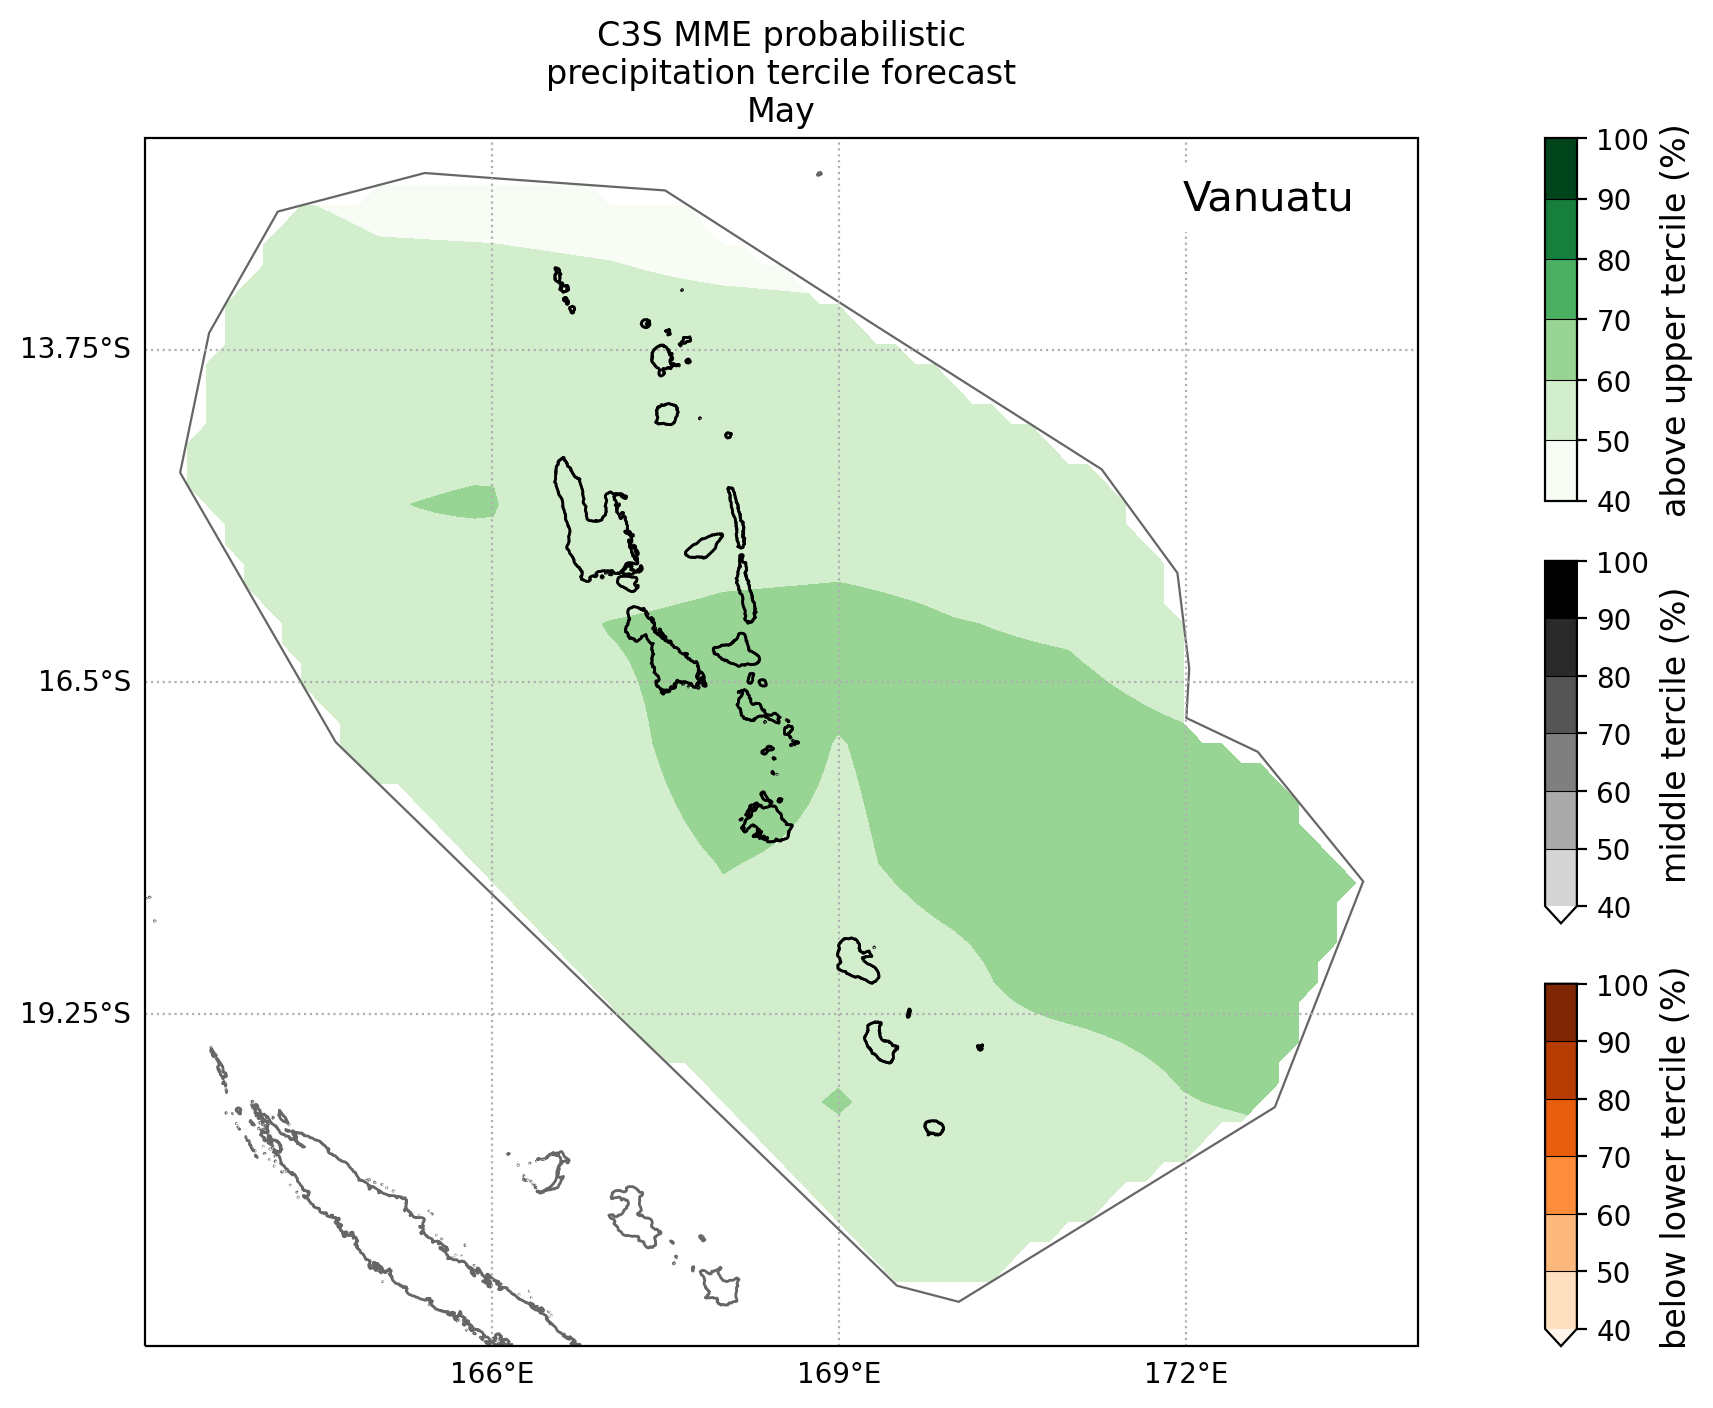 C3S MME probabilistic
precipitation tercile forecast
May
Vanuatu
13.75°S
16.5°S
19.25°S
166°E
169°E
172°E
100
90
80
70
60
50
40
above upper tercile (%)
100
90
80
70
60
50
40
middle tercile (%)
100
90
80
70
60
50
40
below lower tercile (%)